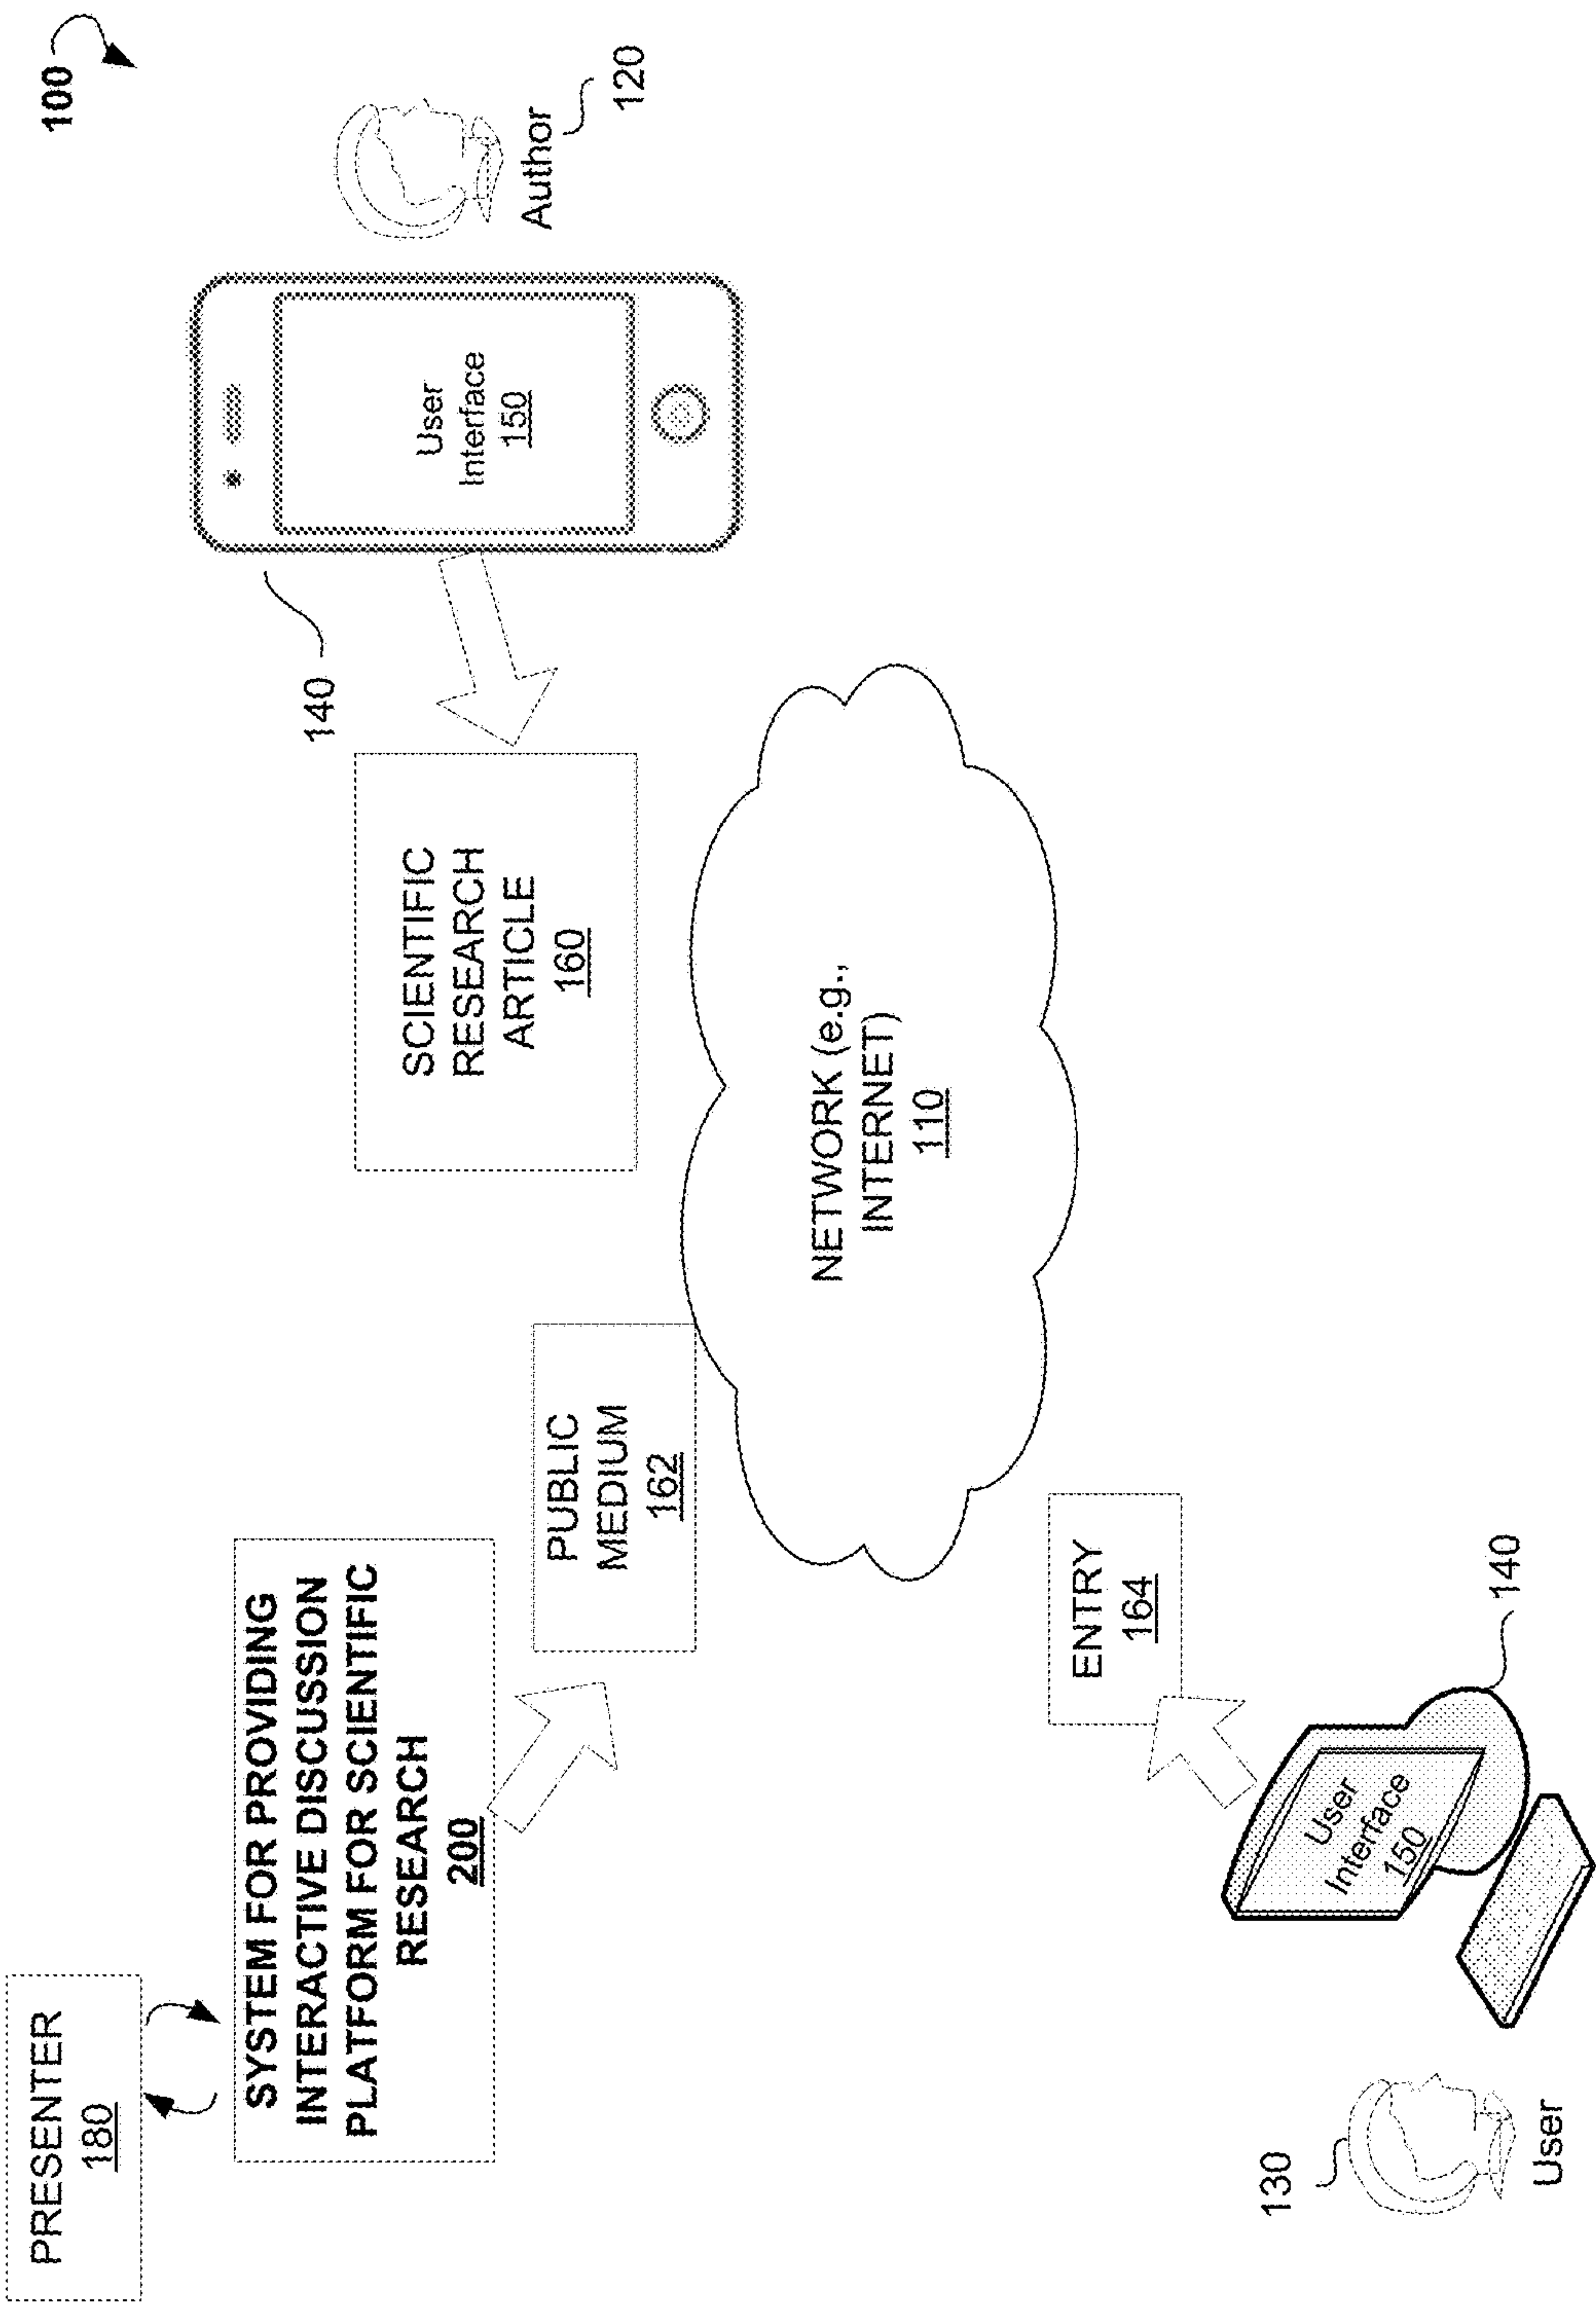 100
PRESENTER
180
SYSTEM FOR PROVIDING
INTERACTIVE DISCUSSION
PLATFORM FOR SCIENTIFIC
RESEARCH
200
PUBLIC
MEDIUM
162
SCIENTIFIC
RESEARCH
ARTICLE
160
140
User
Interface
150
Author
120
NETWORK (e.g.,
INTERNET)
110
ENTRY
164
User
Interface
150
140
130
User